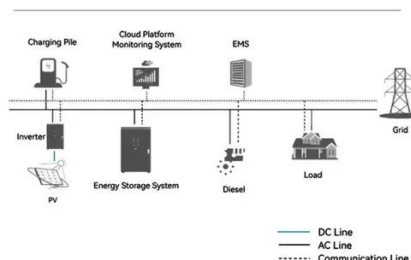 Charging Pile
Cloud Platform
Monitoring System
EMS
Grid
Inverter
PV
Energy Storage System
Diesel
Load
DC Line
AC Line
Communication Line